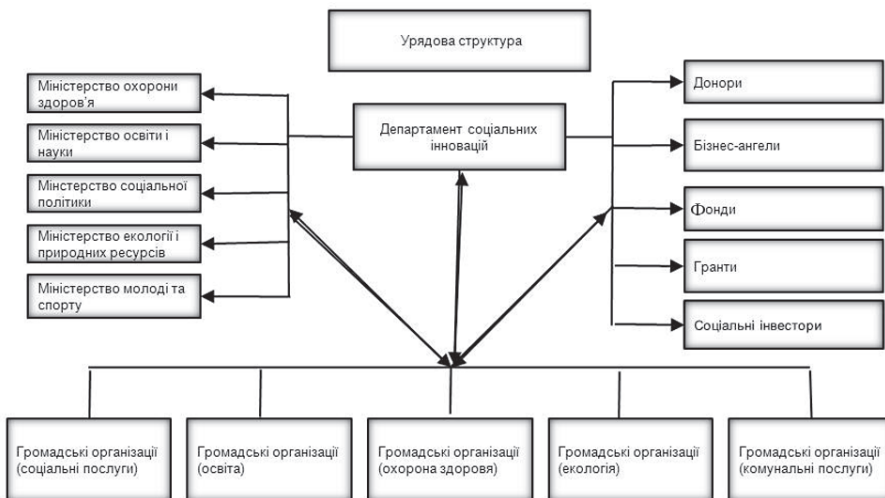 Урядова структура
Міністерство охорони
здоров'я
Міністерство освіти і
науки
Мінстерство соціальної
політики
Міністерство екології і
природних ресурсів
Міністерство молоді та
спорту
Департамент соціальних
інновацій
Донори
Бізнес-ангели
Фонди
Гранти
Соціальні інвестори
Громадські організації
(соціальні послуги)
Громадські організації
(освіта)
Громадські організації
(охорона здоровя)
Громадські організації
(екологія)
Громадські організації
(комунальні послуги)